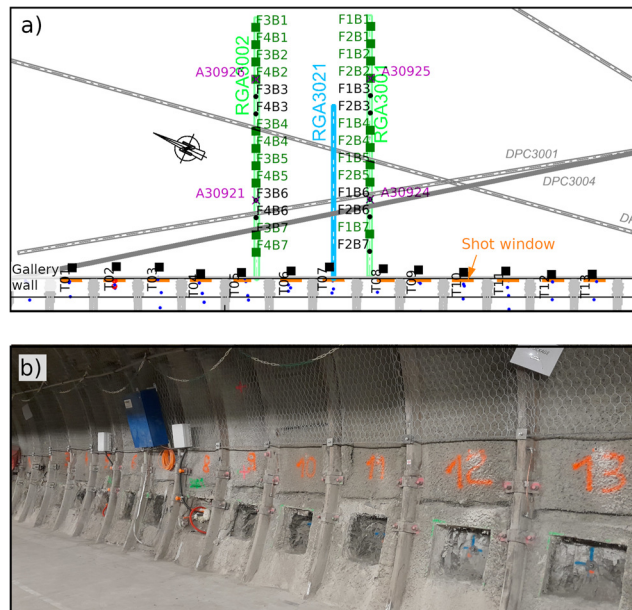 a)
RGA3002
F3B1
F4B1
F3B2
F4B2
F3B3
F4B3
F3B4
F4B4
F3B5
F4B5
F3B6
F4B6
F3B7
F4B7
A30926
A30921
RGA3021
RGA3001
F1B1
F2B1
F1B2
F2B2
F1B3
F2B3
F1B4
F2B4
F1B5
F2B5
F1B6
F2B6
F1B7
F2B7
A30925
A30924
DPC3001
DPC3004
Shot window
Gallery
wall
T01
T02
T03
T04
T05
T06
T07
T08
T09
T10
T11
T12
T13
b)
11
12
13